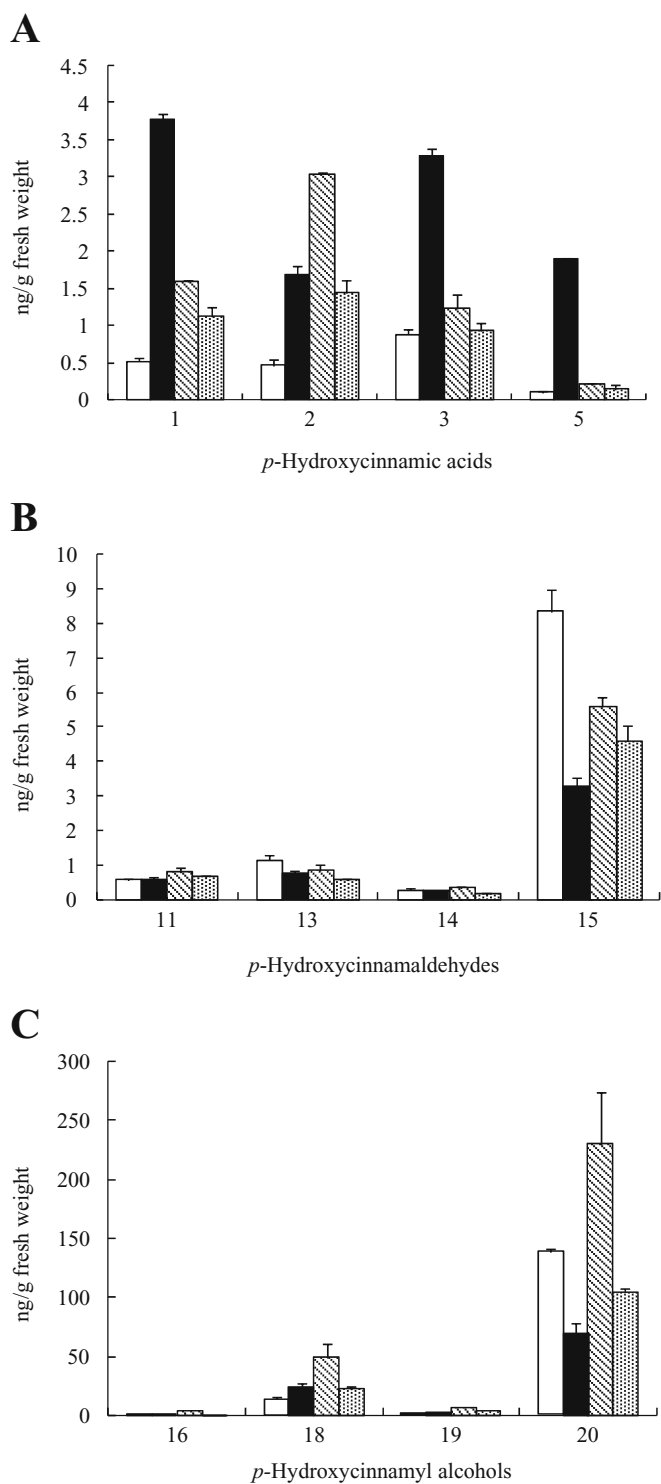 A
4.5
4
3.5
3
2.5
2
1.5
1
0.5
0
ng/g fresh weight
1 2 3 5
p-Hydroxycinnamic acids
B
10
9
8
7
6
5
4
3
2
1
0
ng/g fresh weight
11 13 14 15
p-Hydroxycinnamaldehydes
C
300
250
200
150
100
50
0
ng/g fresh weight
16 18 19 20
p-Hydroxycinnamyl alcohols